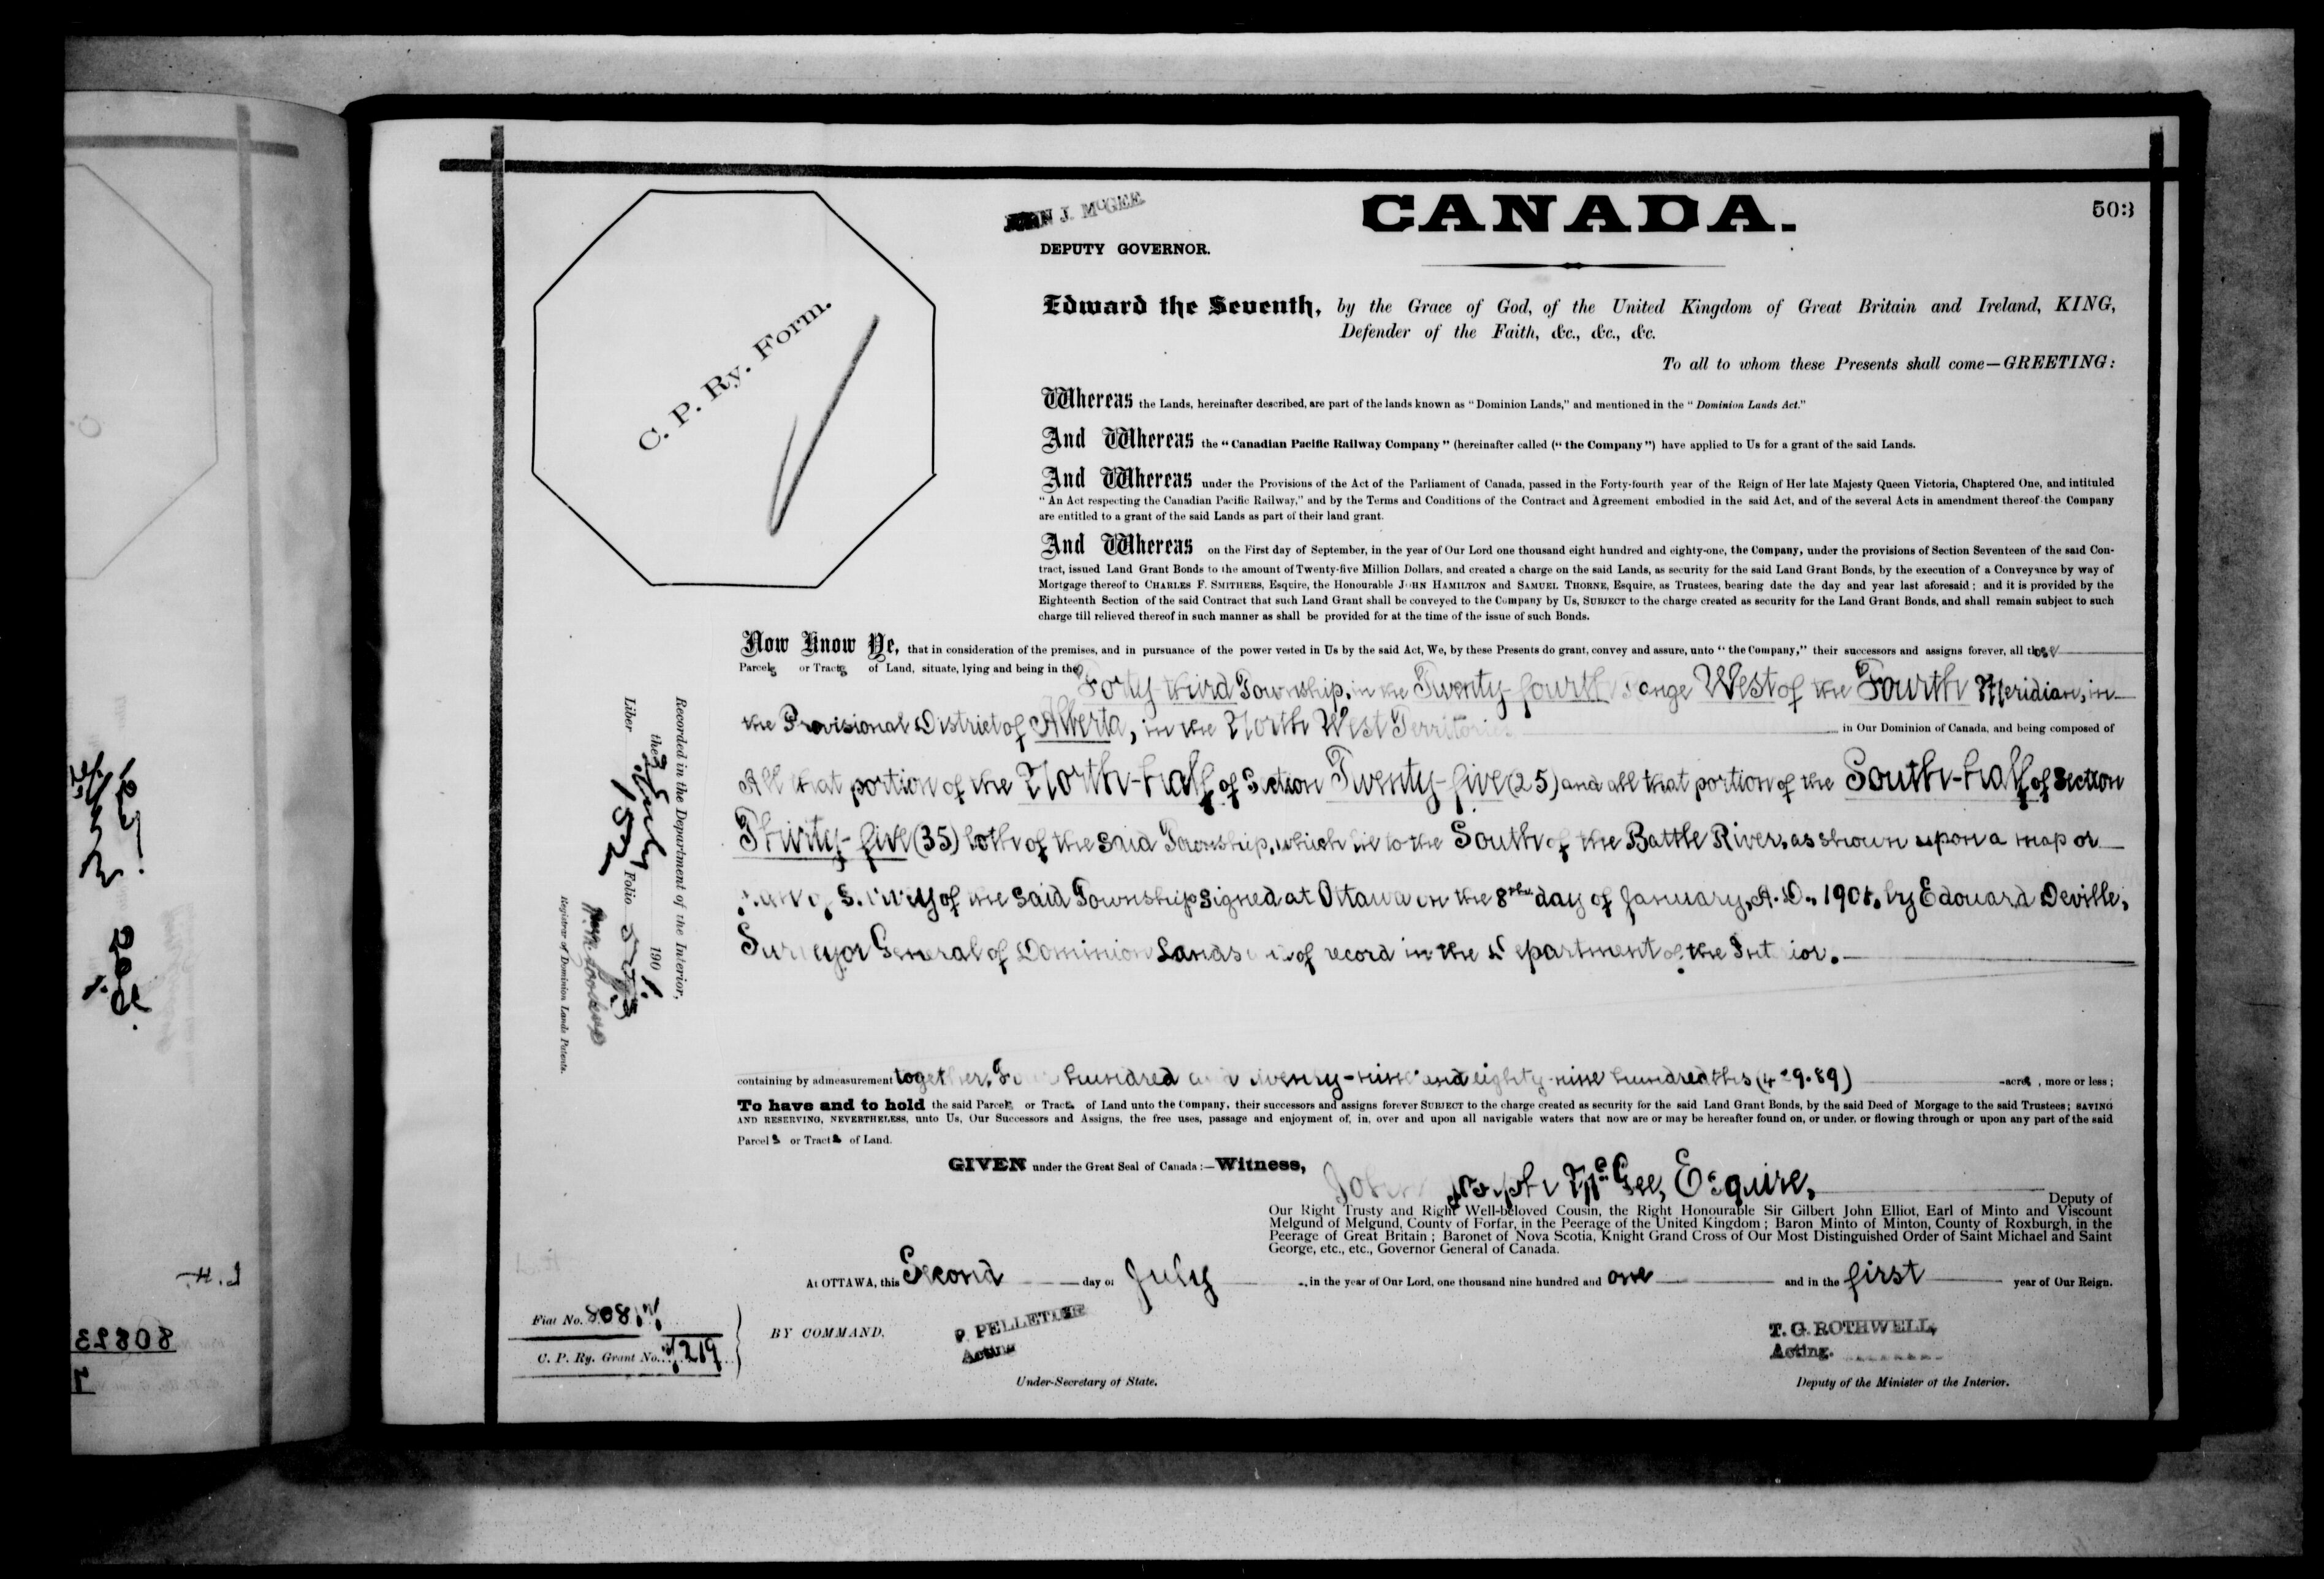 503
JOHN J. McGEE
CANADA.
DEPUTY GOVERNOR.
C. P. Ry. Form.
Edward the Seventh, by the Grace of God, of the United Kingdom of Great Britain and Ireland, KING,
Defender of the Faith, &c., &c., &c.
To all to whom these Presents shall come—GREETING:
Whereas the Lands, hereinafter described, are part of the lands known as "Dominion Lands," and mentioned in the "Dominion Lands Act."
And Whereas the "Canadian Pacific Railway Company" (hereinafter called ("the Company") have applied to Us for a grant of the said Lands.
And Whereas under the Provisions of the Act of the Parliament of Canada, passed in the Forty-fourth year of the Reign of Her late Majesty Queen Victoria, Chaptered One, and intituled
"An Act respecting the Canadian Pacific Railway," and by the Terms and Conditions of the Contract and Agreement embodied in the said Act, and of the several Acts in amendment thereof the Company
are entitled to a grant of the said Lands as part of their land grant.
And Whereas on the First day of September, in the year of Our Lord one thousand eight hundred and eighty-one, the Company, under the provisions of Section Seventeen of the said Con-
tract, issued Land Grant Bonds to the amount of Twenty-five Million Dollars, and created a charge on the said Lands, as security for the said Land Grant Bonds, by the execution of a Conveyance by way of
Mortgage thereof to CHARLES F. SMITHERS, Esquire, the Honourable JOHN HAMILTON and SAMUEL THORNE, Esquire, as Trustees, bearing date the day and year last aforesaid; and it is provided by the
Eighteenth Section of the said Contract that such Land Grant shall be conveyed to the Company by Us, SUBJECT to the charge created as security for the Land Grant Bonds, and shall remain subject to such
charge till relieved thereof in such manner as shall be provided for at the time of the issue of such Bonds.
Now Know Ye, that in consideration of the premises, and in pursuance of the power vested in Us by the said Act, We, by these Presents do grant, convey and assure, unto "the Company," their successors and assigns forever, all those
Parcels or Tracts of Land, situate, lying and being in the
Forty-third Township, in the Twenty-fourth Range West of the Fourth Meridian, in
the Provisional District of Alberta, in the North West Territories in Our Dominion of Canada, and being composed of
All that portion of the North-half of Section Twenty-five (25) and all that portion of the South-half of Section
Thirty-five (35) both of the said Township, which lie to the South of the Battle River, as shown upon a map or
plan of Survey of the said Township signed at Ottawa on the 8th day of January, A.D., 1901, by Edouard Deville,
Surveyor General of Dominion Lands of record in the Department of the Interior.
containing by admeasurement together, Four hundred and twenty-nine and eighty-nine hundredths (429.89) acres, more or less;
To have and to hold the said Parcels or Tracts of Land unto the Company, their successors and assigns forever SUBJECT to the charge created as security for the said Land Grant Bonds, by the said Deed of Morgage to the said Trustees; SAVING
AND RESERVING, NEVERTHELESS, unto Us, Our Successors and Assigns, the free uses, passage and enjoyment of, in, over and upon all navigable waters that now are or may be hereafter found on, or under, or flowing through or upon any part of the said
Parcels or Tracts of Land.
GIVEN under the Great Seal of Canada:—Witness, John Joseph McGee, Esquire, Deputy of
Our Right Trusty and Right Well-beloved Cousin, the Right Honourable Sir Gilbert John Elliot, Earl of Minto and Viscount
Melgund of Melgund, County of Forfar, in the Peerage of the United Kingdom; Baron Minto of Minton, County of Roxburgh, in the
Peerage of Great Britain; Baronet of Nova Scotia, Knight Grand Cross of Our Most Distinguished Order of Saint Michael and Saint
George, etc., etc., Governor General of Canada.
At OTTAWA, this Second day of July, in the year of Our Lord, one thousand nine hundred and one and in the first year of Our Reign.
BY COMMAND.
P. PELLETIER
Acting
Under-Secretary of State.
T. G. ROTHWELL,
Acting.
Deputy of the Minister of the Interior.
Fiat No.
C. P. Ry. Grant No. 1219
Recorded in the Department of the Interior,
the 3 July 1901.
Liber 152 Folio 503
Registrar of Dominion Lands Patents.